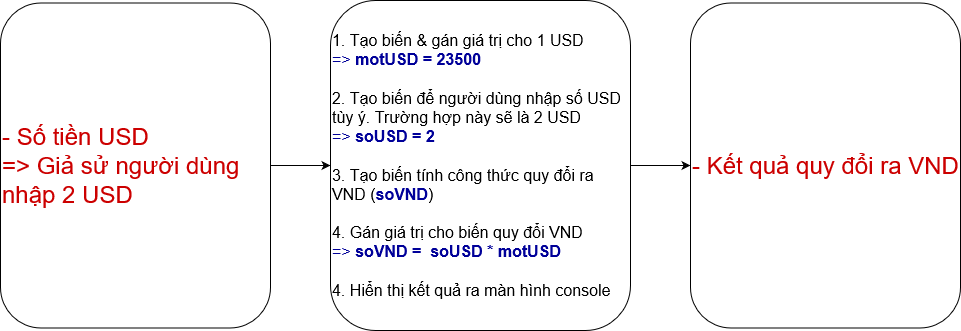 - Số tiền USD
=> Giả sử người dùng
nhập 2 USD
1. Tạo biến & gán giá trị cho 1 USD
=> motUSD = 23500
2. Tạo biến để người dùng nhập số USD
tùy ý. Trường hợp này sẽ là 2 USD
=> soUSD = 2
3. Tạo biến tính công thức quy đổi ra
VND (soVND)
4. Gán giá trị cho biến quy đổi VND
=> soVND = soUSD * motUSD
4. Hiển thị kết quả ra màn hình console
- Kết quả quy đổi ra VND